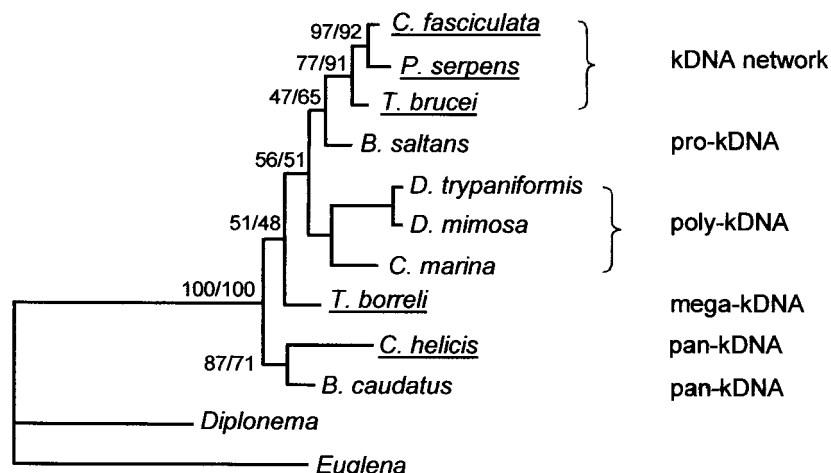 97/92 C. fasciculata
77/91 P. serpens kDNA network
47/65 T. brucei
B. saltans pro-kDNA
56/51
D. trypaniformis
51/48 D. mimosa poly-kDNA
C. marina
100/100 T. borreli mega-kDNA
C. helicis pan-kDNA
87/71 B. caudatus pan-kDNA
Diplonema
Euglena